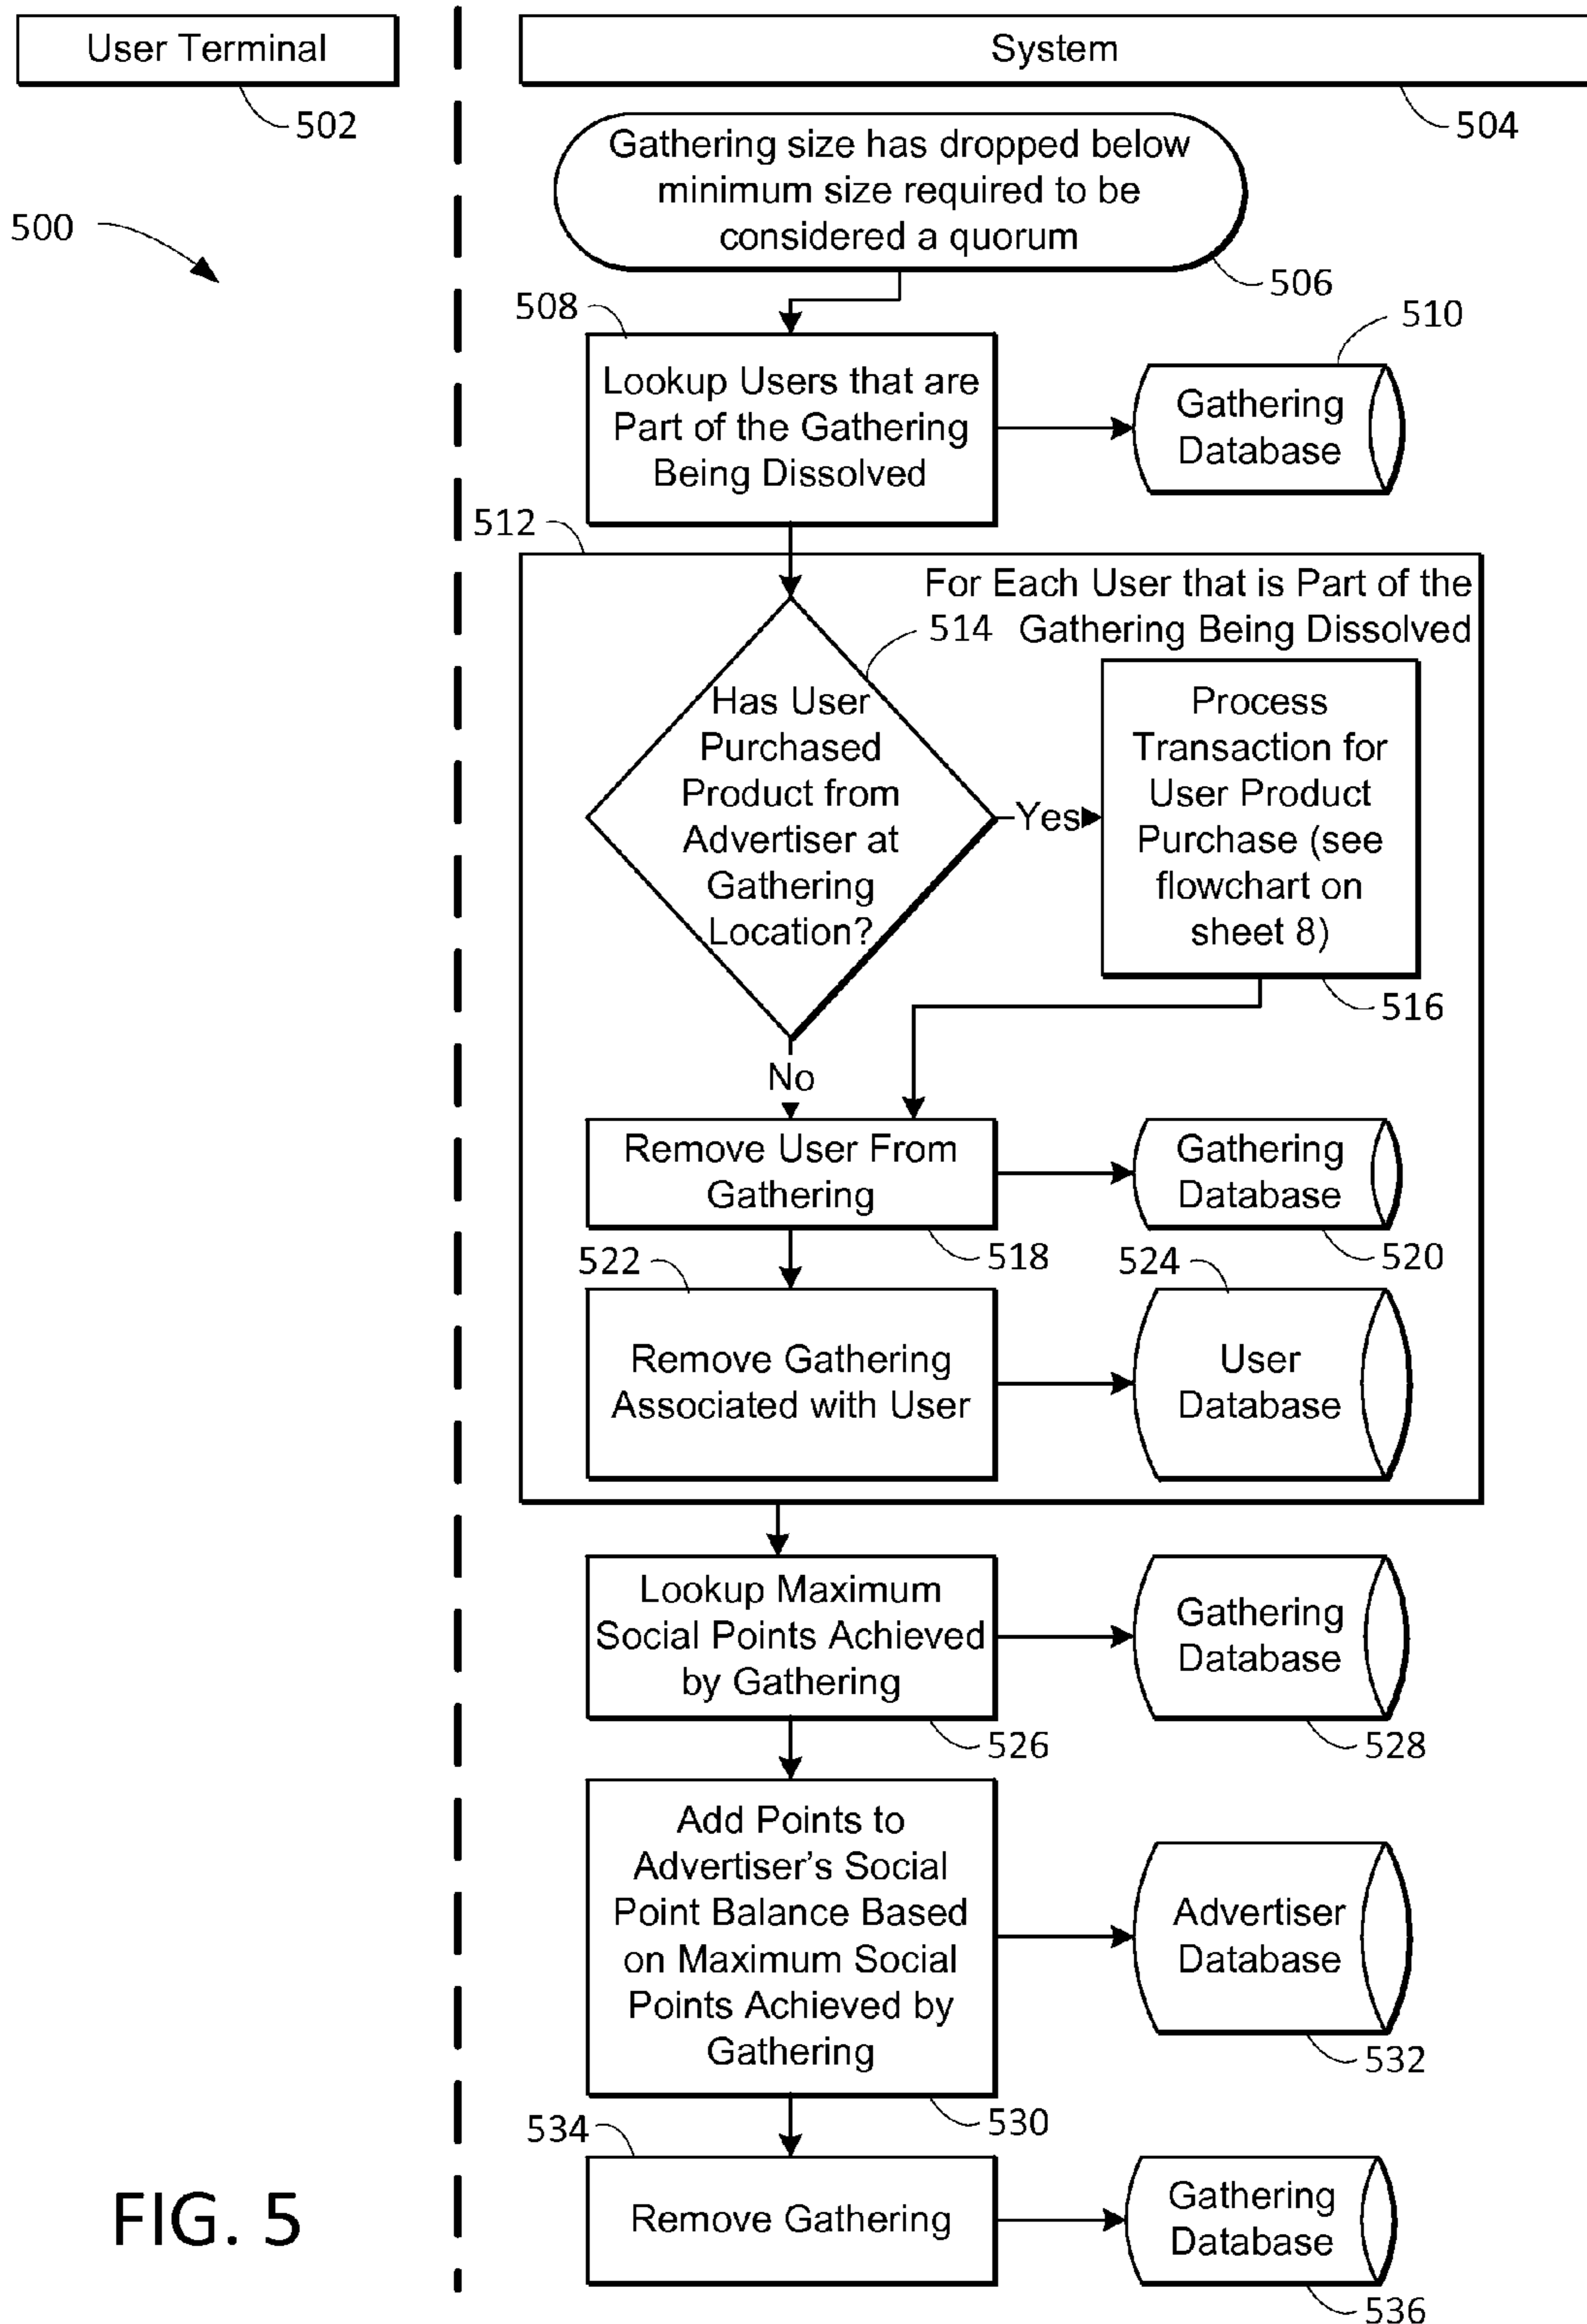 User Terminal
System
502
504
Gathering size has dropped below
minimum size required to be
considered a quorum
500
506
508
510
Lookup Users that are
Part of the Gathering
Being Dissolved
Gathering
Database
512
For Each User that is Part of the
Gathering Being Dissolved
514
Has User
Purchased
Product from
Advertiser at
Gathering
Location?
Yes
Process
Transaction for
User Product
Purchase (see
flowchart on
sheet 8)
516
No
Remove User From
Gathering
Gathering
Database
518
520
522
524
Remove Gathering
Associated with User
User
Database
Lookup Maximum
Social Points Achieved
by Gathering
Gathering
Database
526
528
Add Points to
Advertiser's Social
Point Balance Based
on Maximum Social
Points Achieved by
Gathering
Advertiser
Database
532
530
534
Remove Gathering
Gathering
Database
536
FIG. 5